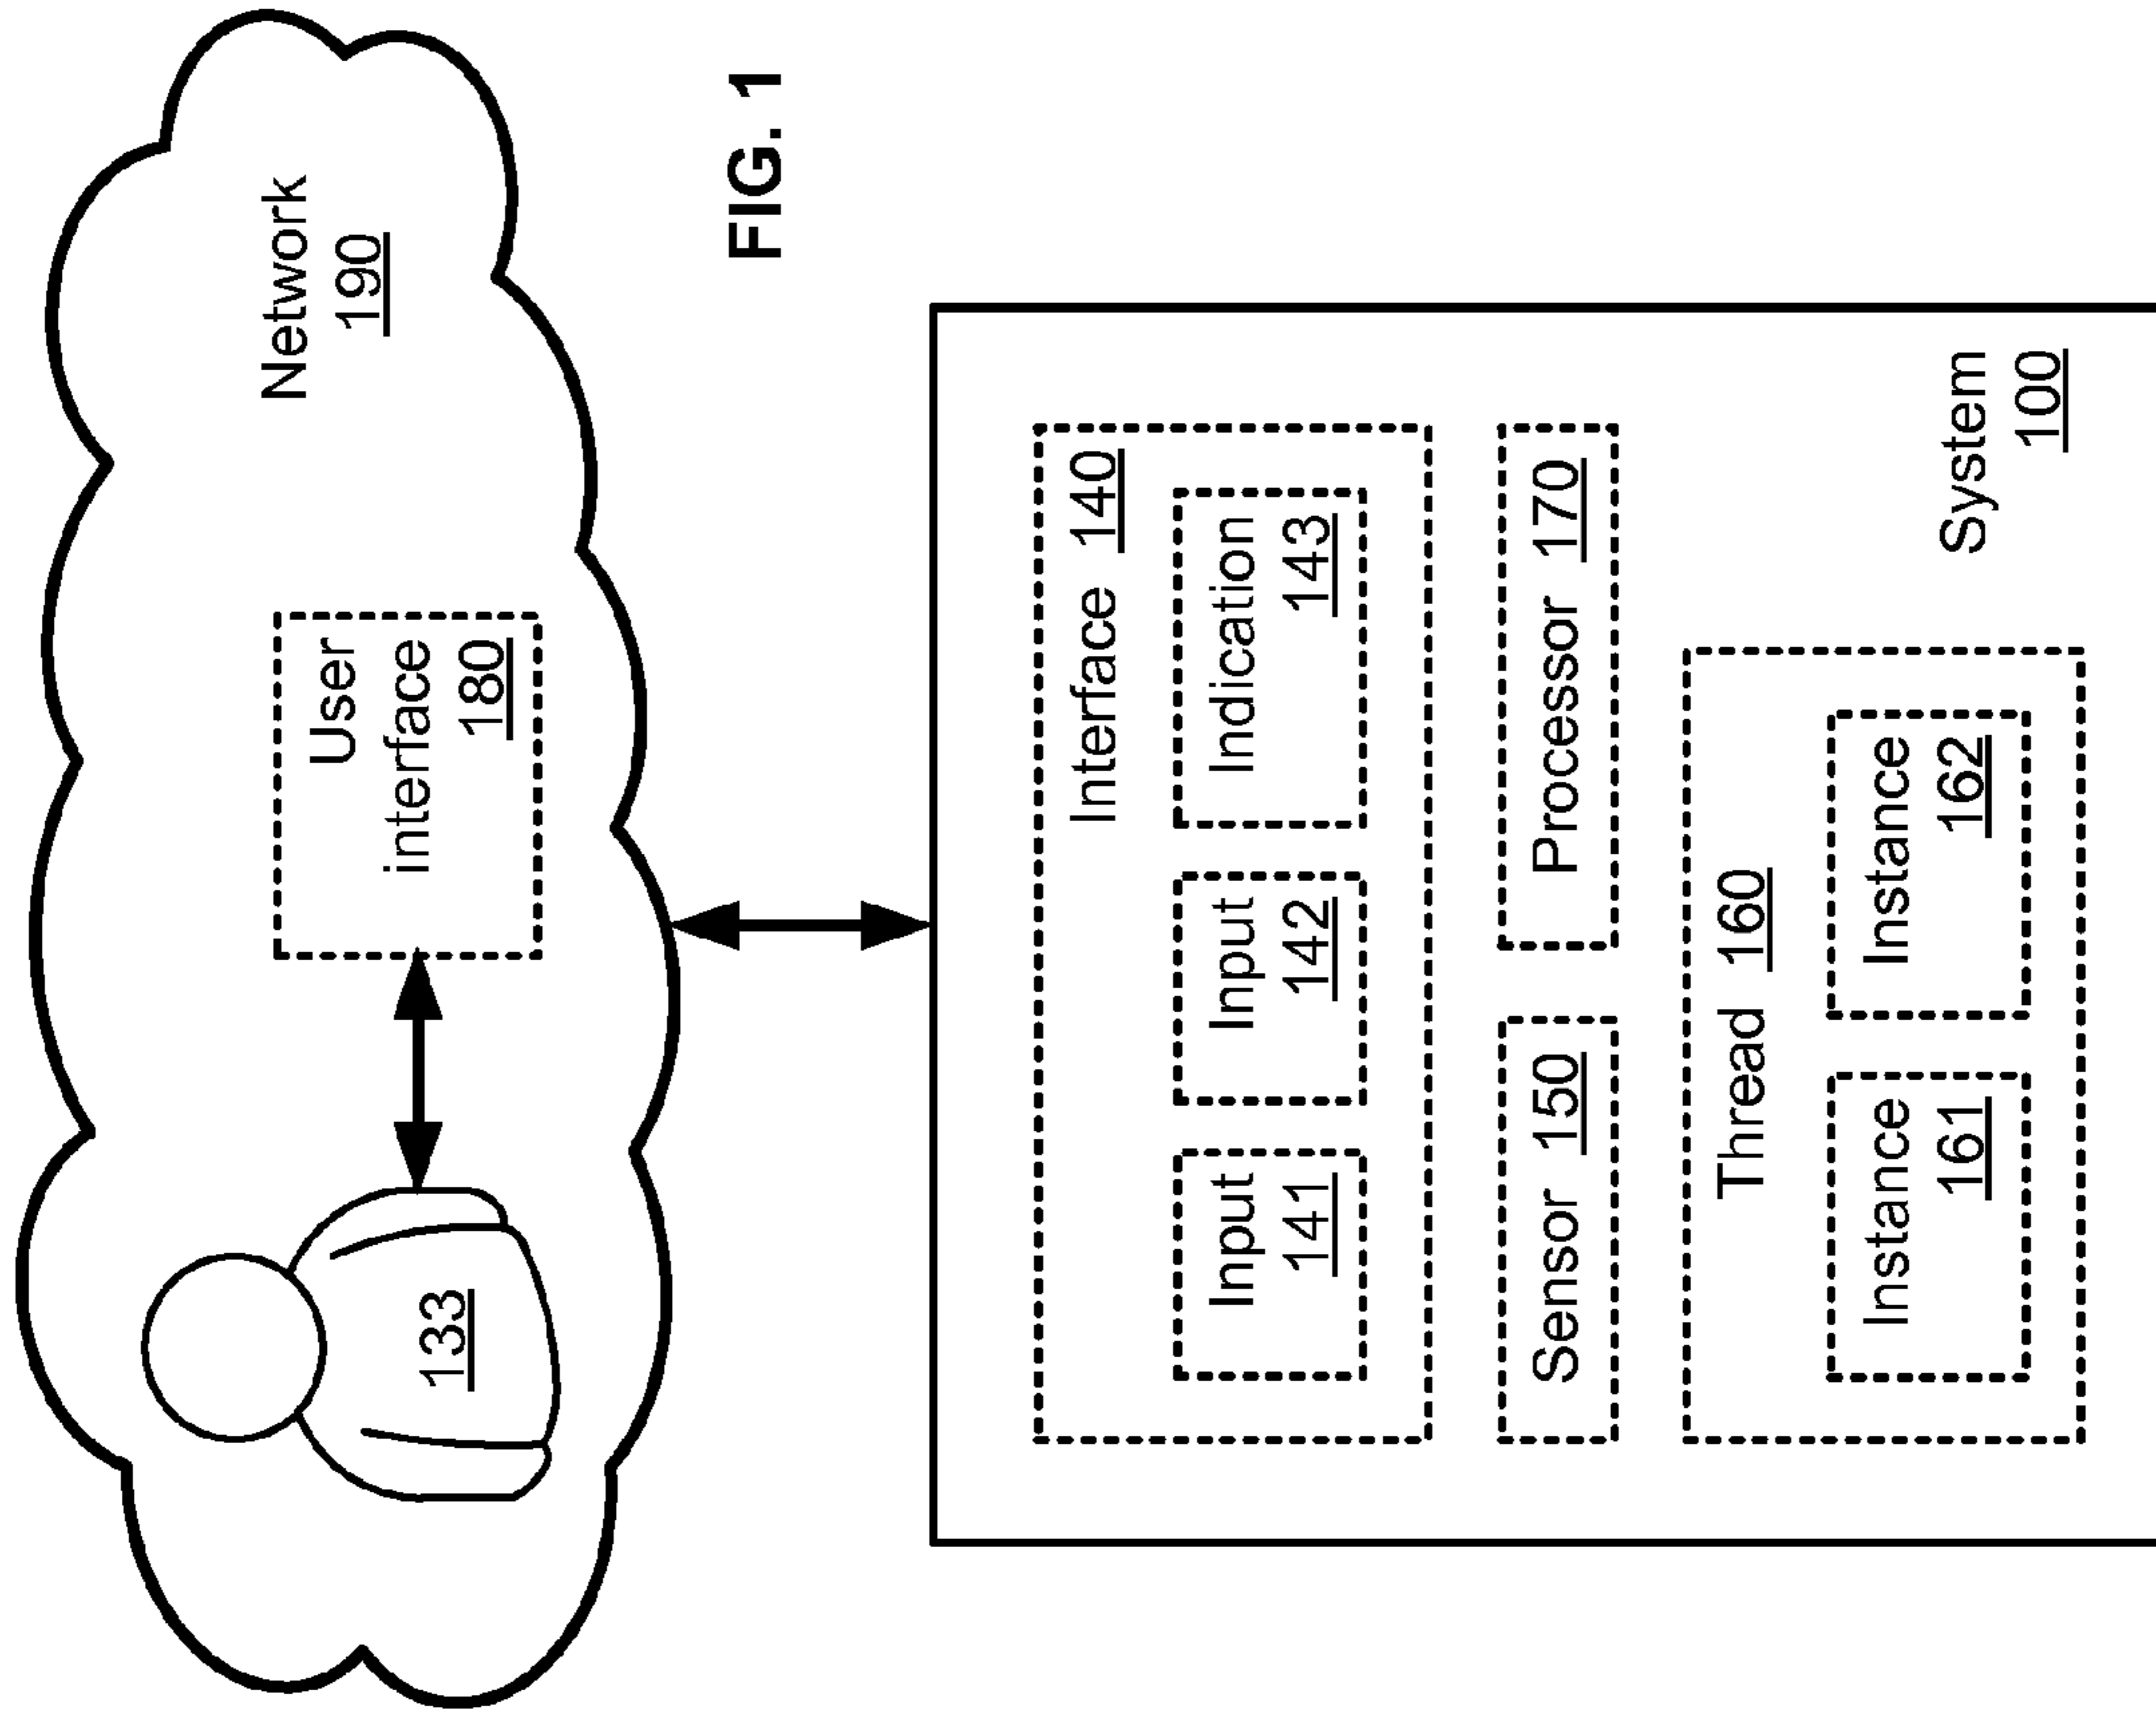 Network
190
User
interface
180
133
FIG. 1
Interface 140
Input
141
Input
142
Indication
143
Sensor 150
Processor 170
Thread 160
Instance
161
Instance
162
System
100